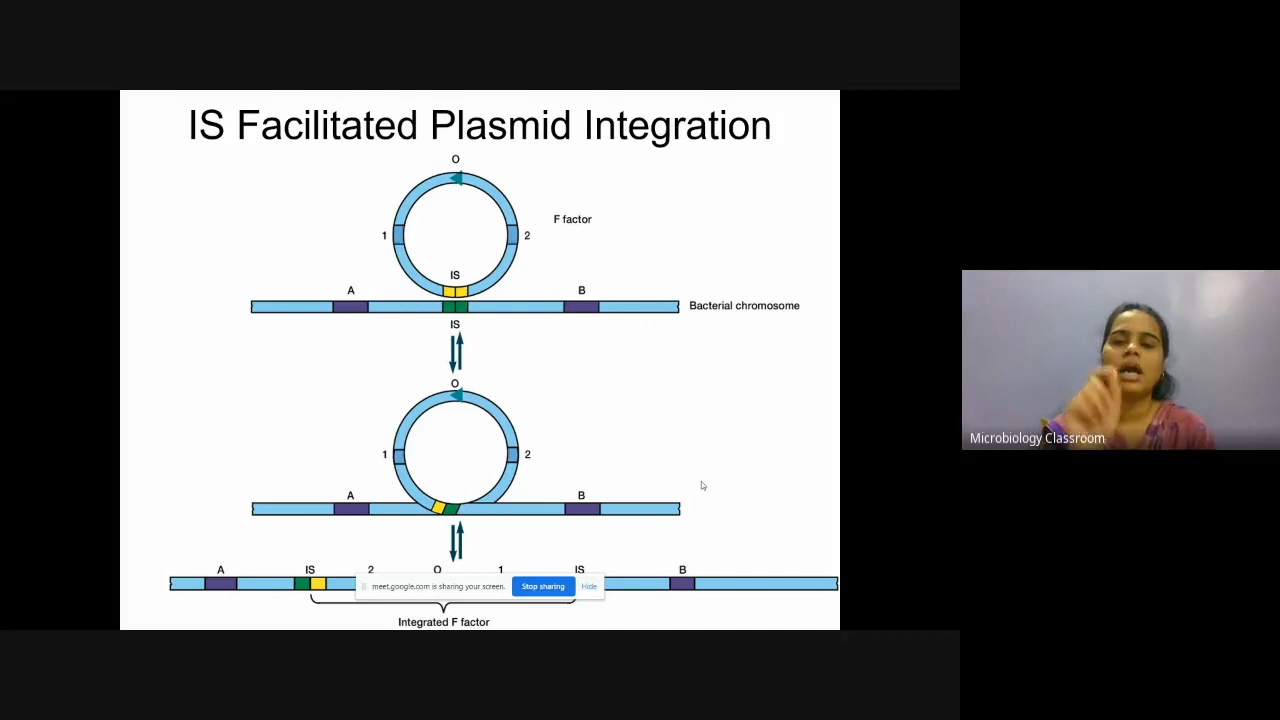 IS Facilitated Plasmid Integration
O
F factor
1 2
IS
A B
Bacterial chromosome
IS
O
1 2
A B
A IS 2 O 1 IS B
meet.google.com is sharing your screen. Stop sharing Hide
Integrated F factor
Microbiology Classroom